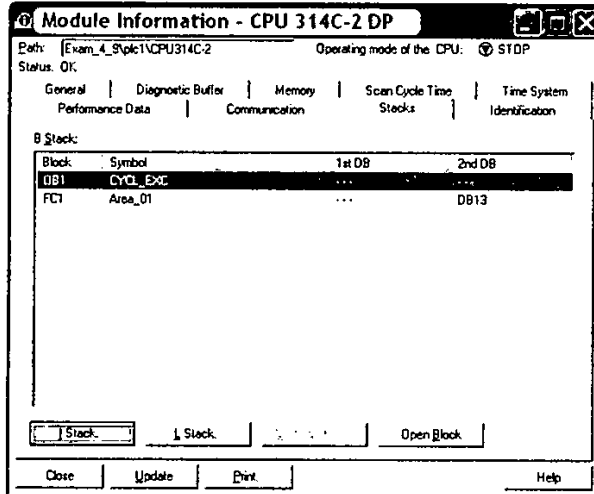 Module Information - CPU 314C-2 DP
Path: Exam_4_9\plc1\CPU314C-2 Operating mode of the CPU: STOP
Status: OK
General Diagnostic Buffer Memory Scan Cycle Time Time System
Performance Data Communication Stacks Identification
B Stack:
Block Symbol 1st DB 2nd DB
OB1 CYCL_EXC ... ...
FC1 Area_01 ... DB13
Stack L Stack Open Block
Close Update Print. Help